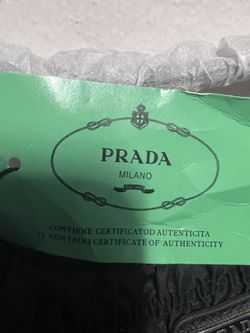 PRADA
MILANO
CONTIENE CERTIFICATOD AUTENTICITA
IT CONTAINS CERTIFICATE OF AUTHENTICITY